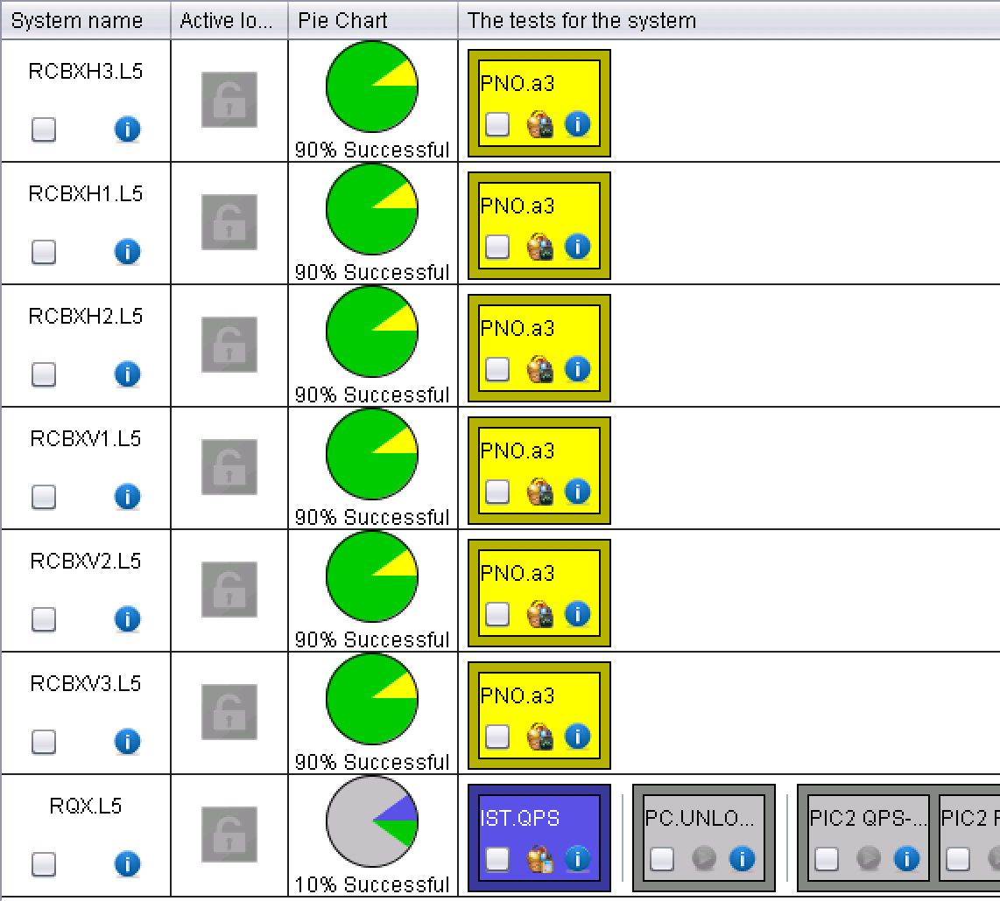 System name Active lo... Pie Chart The tests for the system
RCBXH3.L5
PNO.a3
90% Successful
RCBXH1.L5
PNO.a3
90% Successful
RCBXH2.L5
PNO.a3
90% Successful
RCBXV1.L5
PNO.a3
90% Successful
RCBXV2.L5
PNO.a3
90% Successful
RCBXV3.L5
PNO.a3
90% Successful
RQX.L5
IST.QPS PC.UNLO... PIC2 QPS-... PIC2
10% Successful